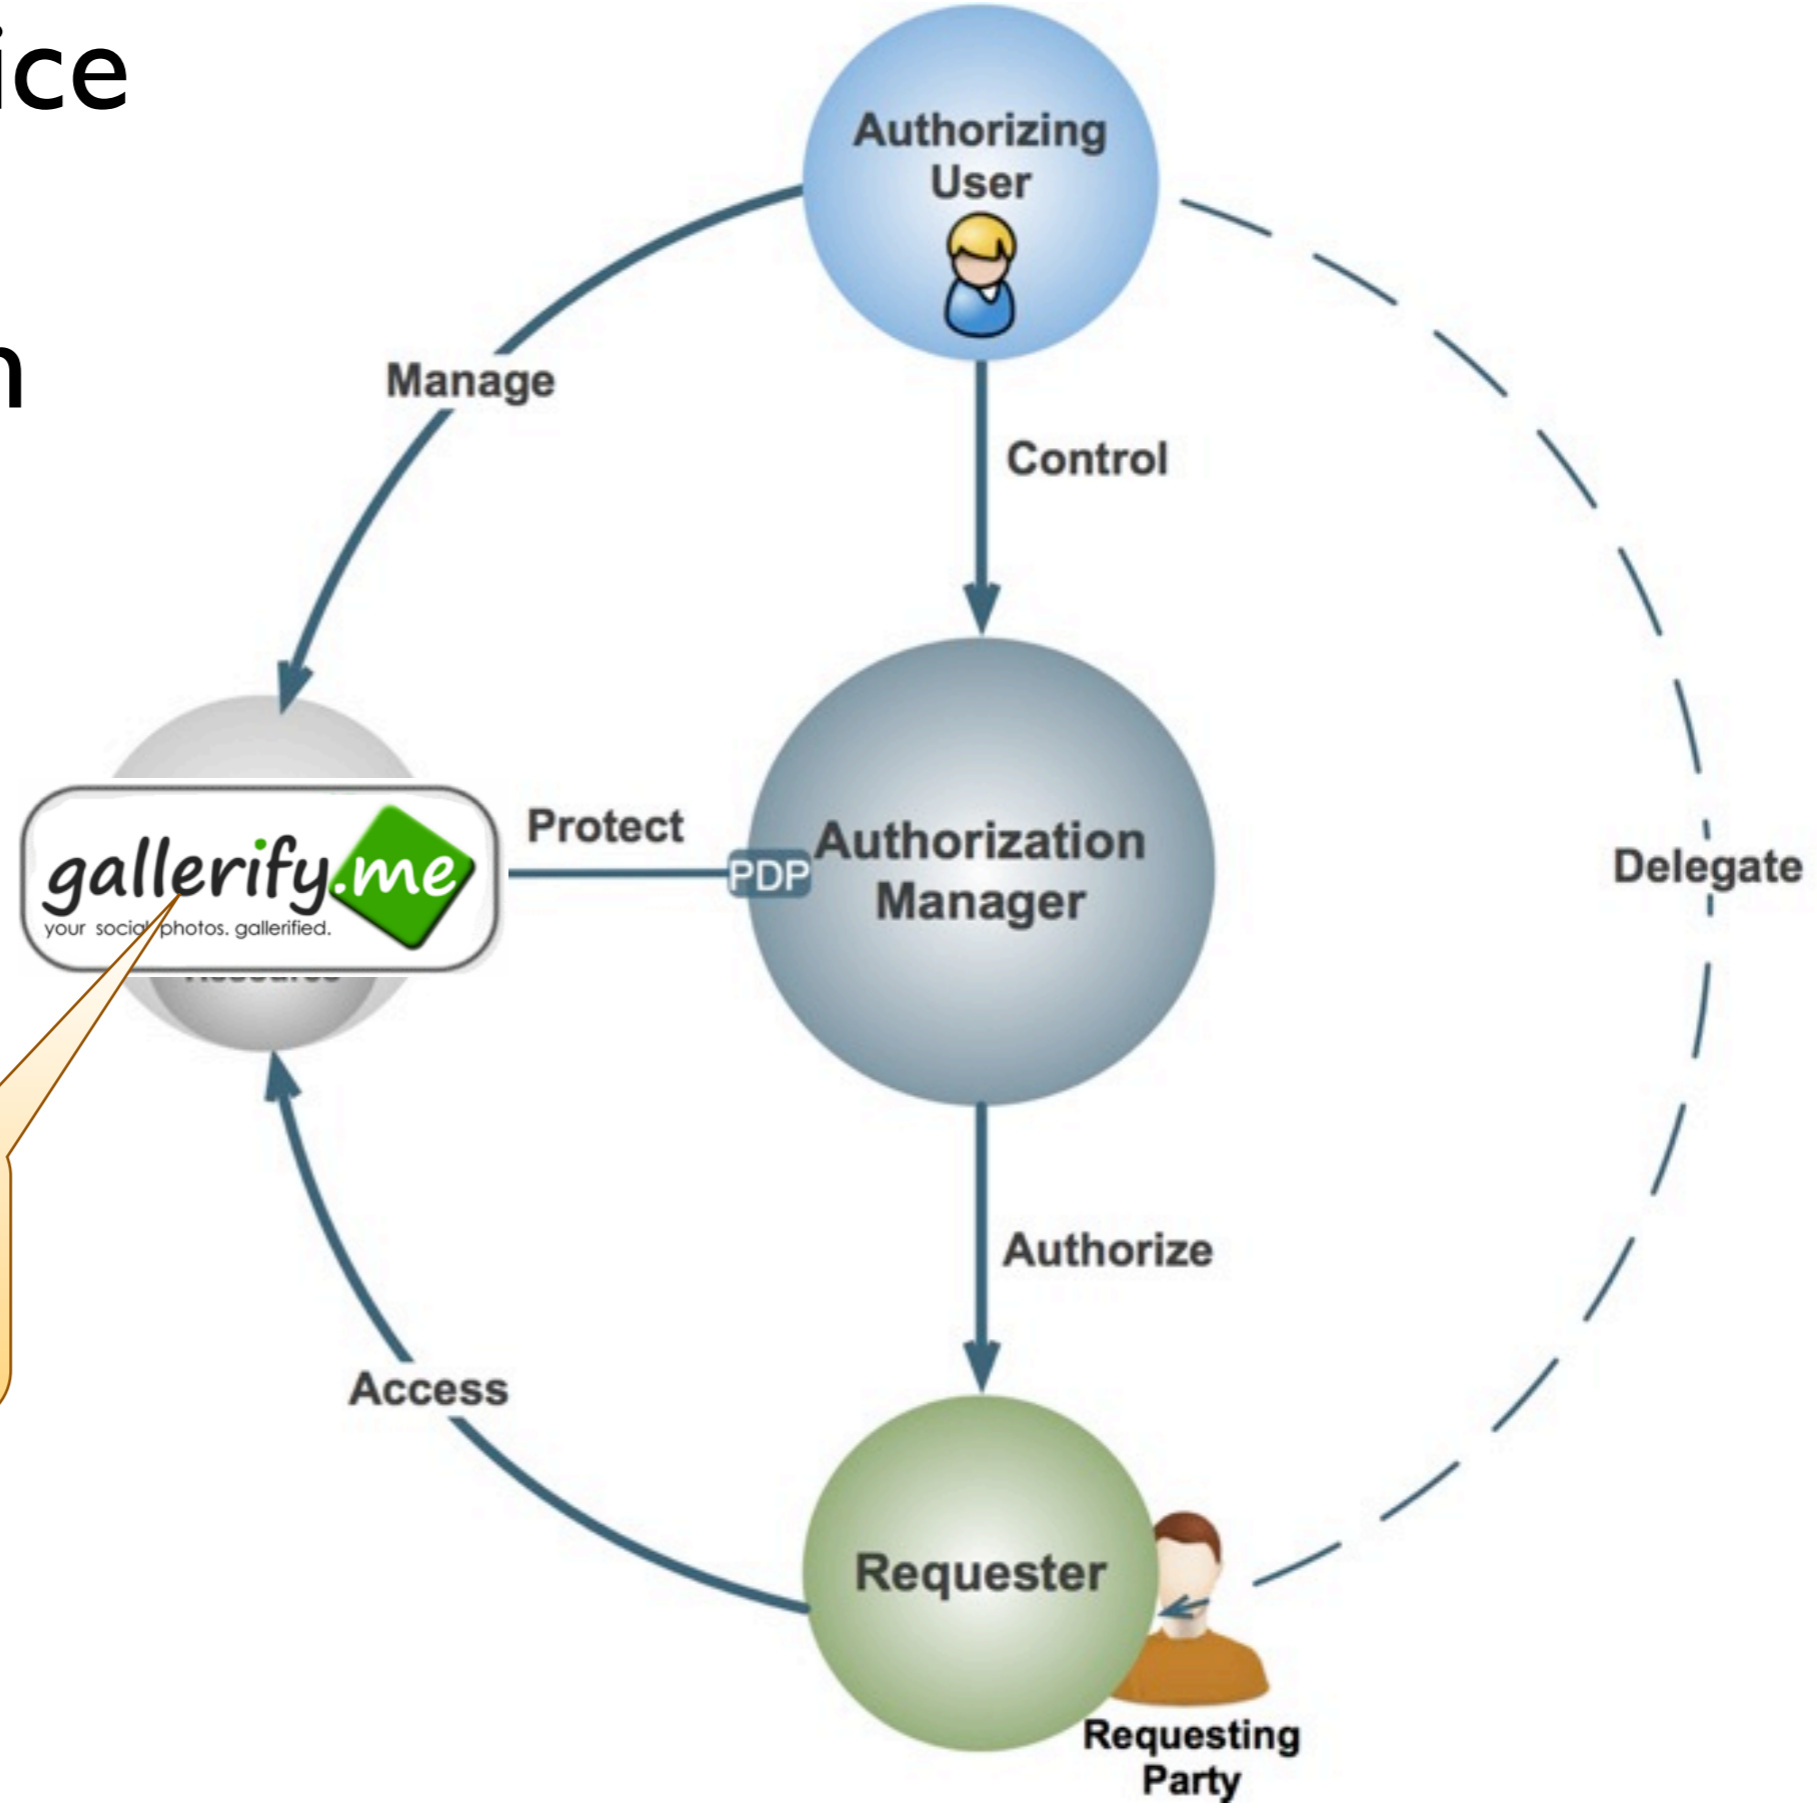 ice
n
Authorizing
User
Manage
Control
gallerify.me
your social photos. gallerified.
Protect
PDP
Authorization
Manager
Delegate
Authorize
Access
Requester
Requesting
Party